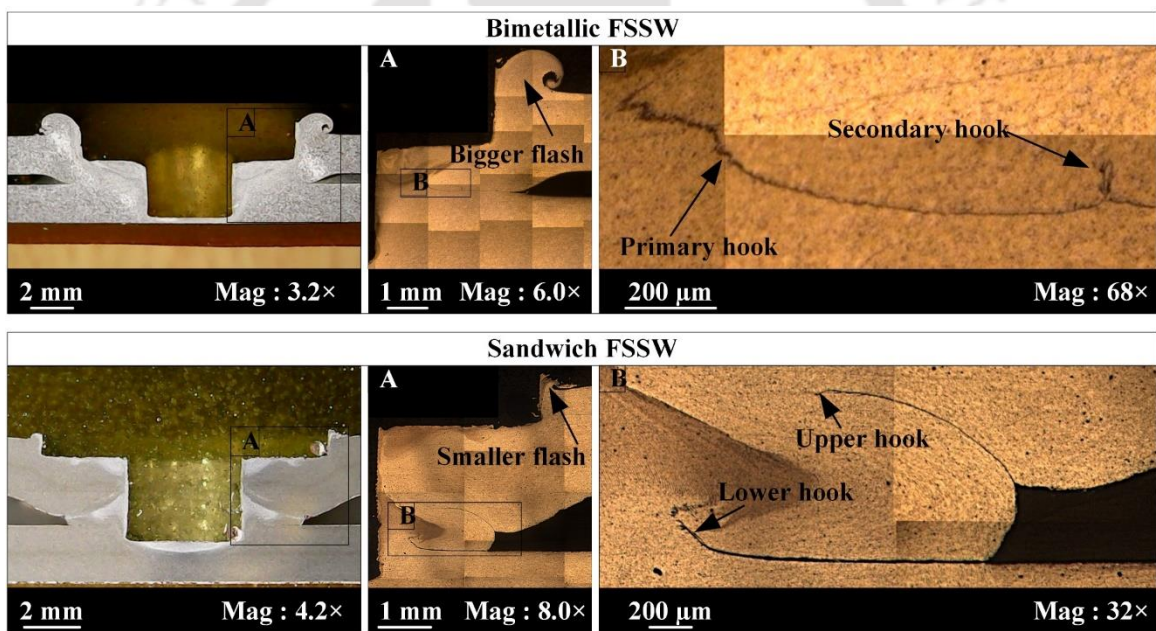 Bimetallic FSSW
A
2 mm Mag : 3.2×
A
Bigger flash
B
1 mm Mag : 6.0×
B
Secondary hook
Primary hook
200 µm Mag : 68×
Sandwich FSSW
A
2 mm Mag : 4.2×
A
Smaller flash
B
1 mm Mag : 8.0×
B
Upper hook
Lower hook
200 µm Mag : 32×